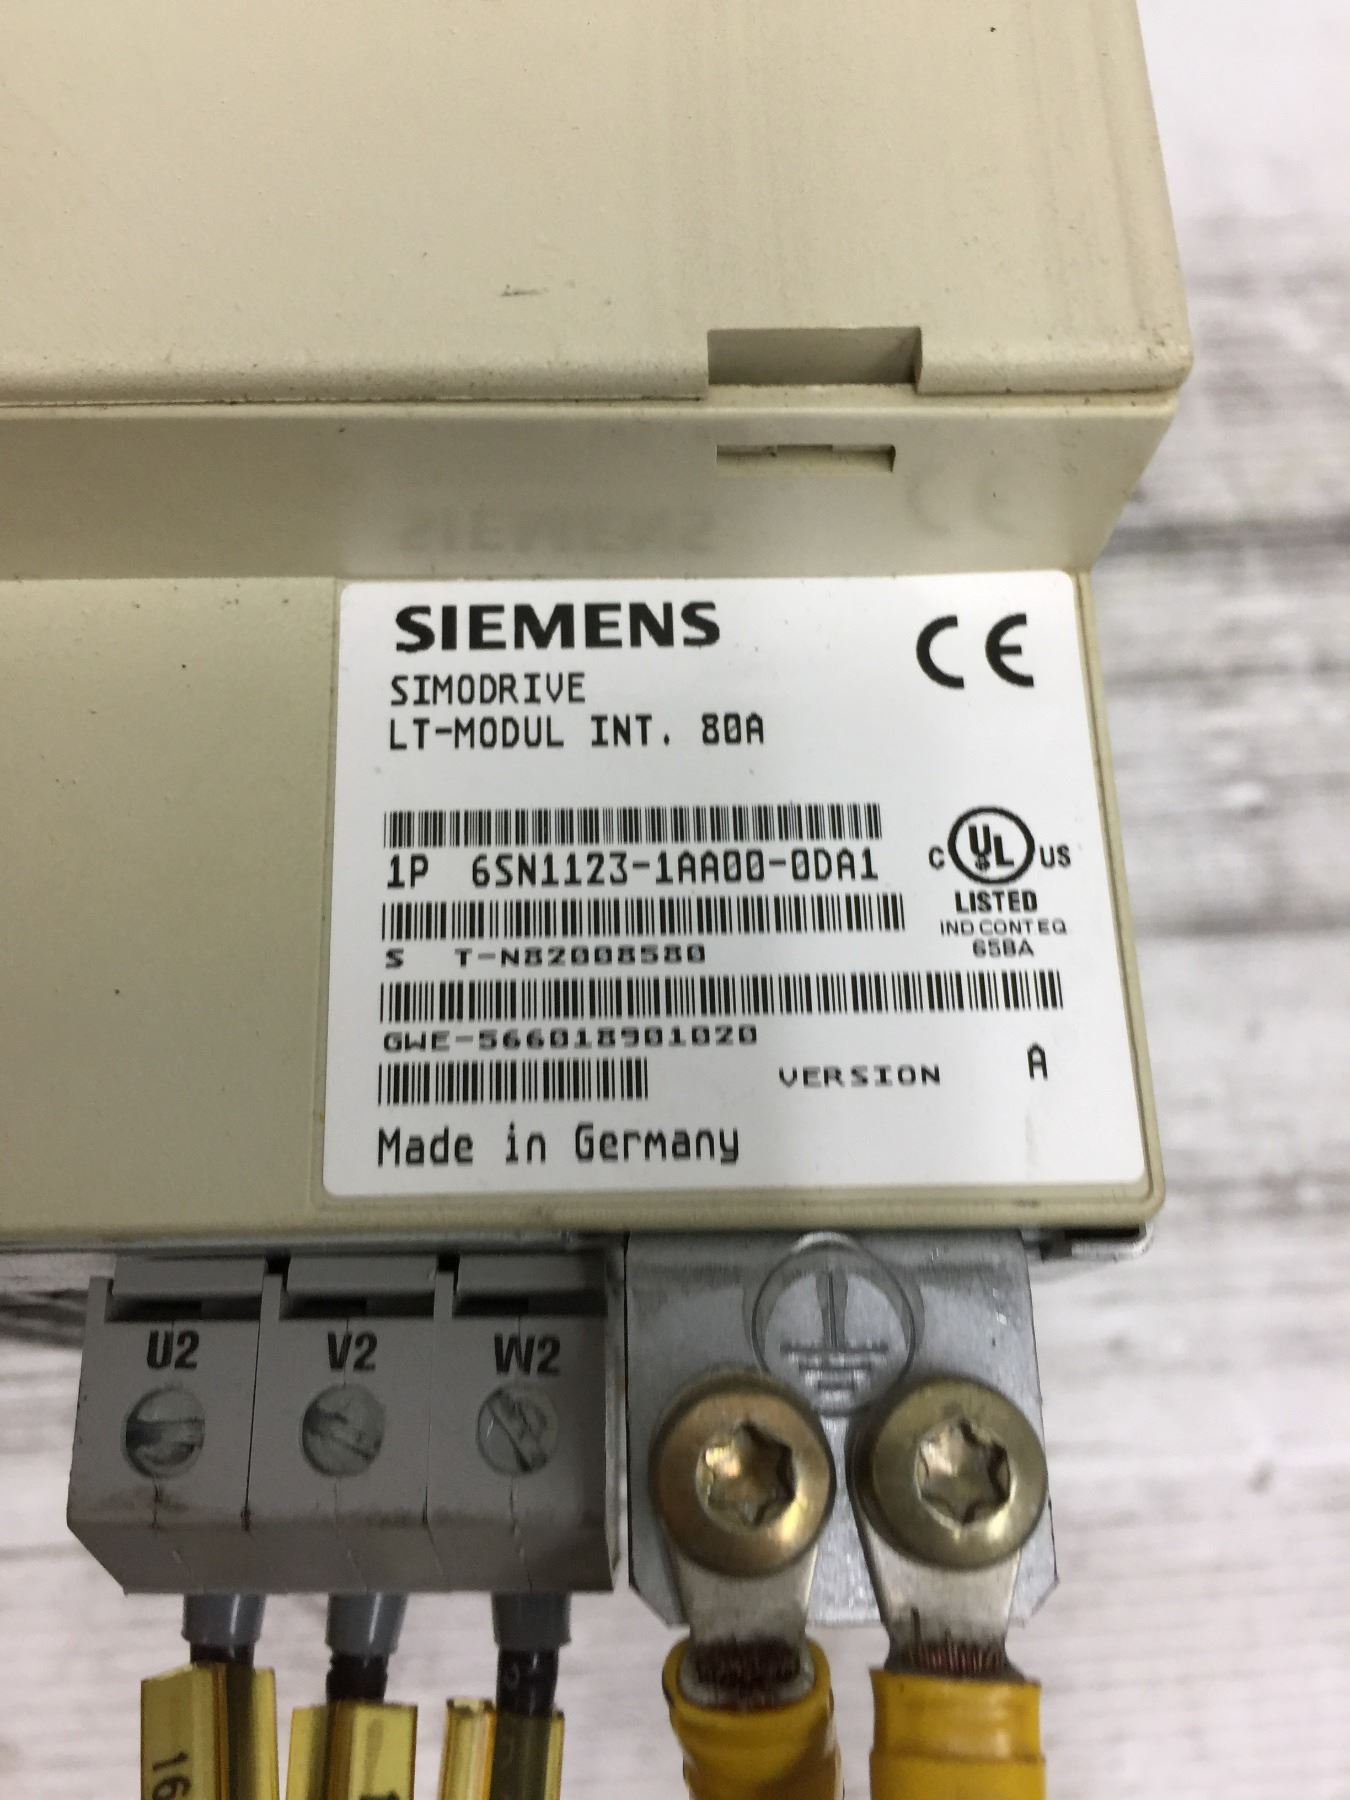 SIEMENS
CE
SIMODRIVE
LT-MODUL INT. 80A
1P 6SN1123-1AA00-0DA1
C UL US
LISTED
IND CONT EQ
65BA
S T-N82008580
GWE-566018901020
VERSION A
Made in Germany
U2 V2 W2
16